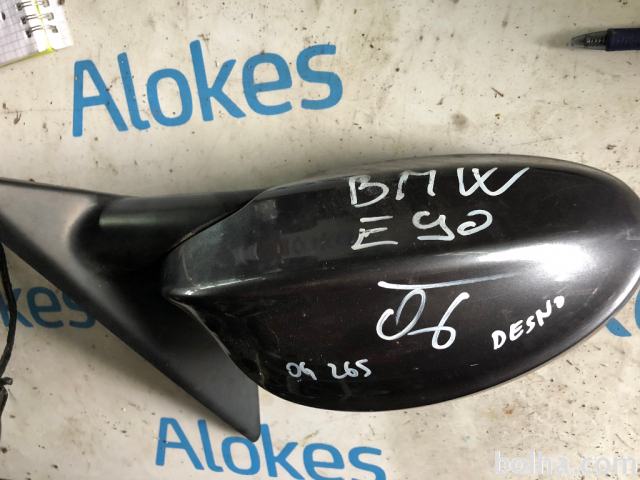 Alokes
BMW
E90
06
DESNO
09 265
Alokes
bolha.com